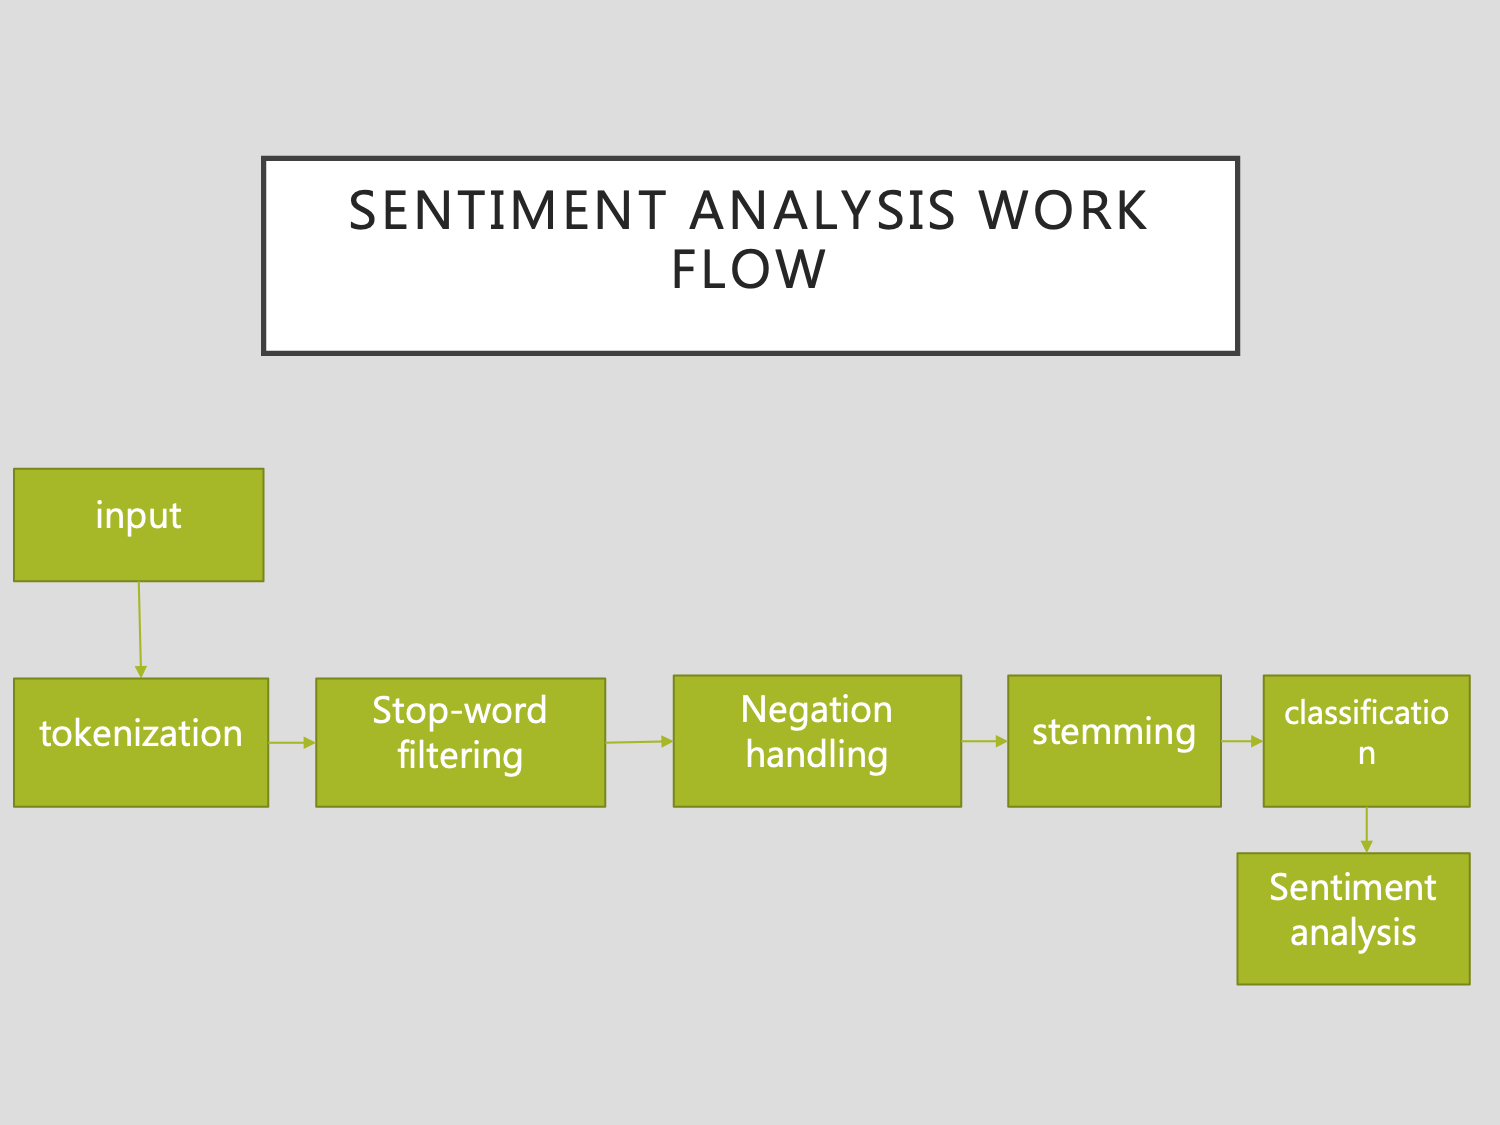 SENTIMENT ANALYSIS WORK
FLOW
input
tokenization
Stop-word
filtering
Negation
handling
stemming
classificatio
n
Sentiment
analysis